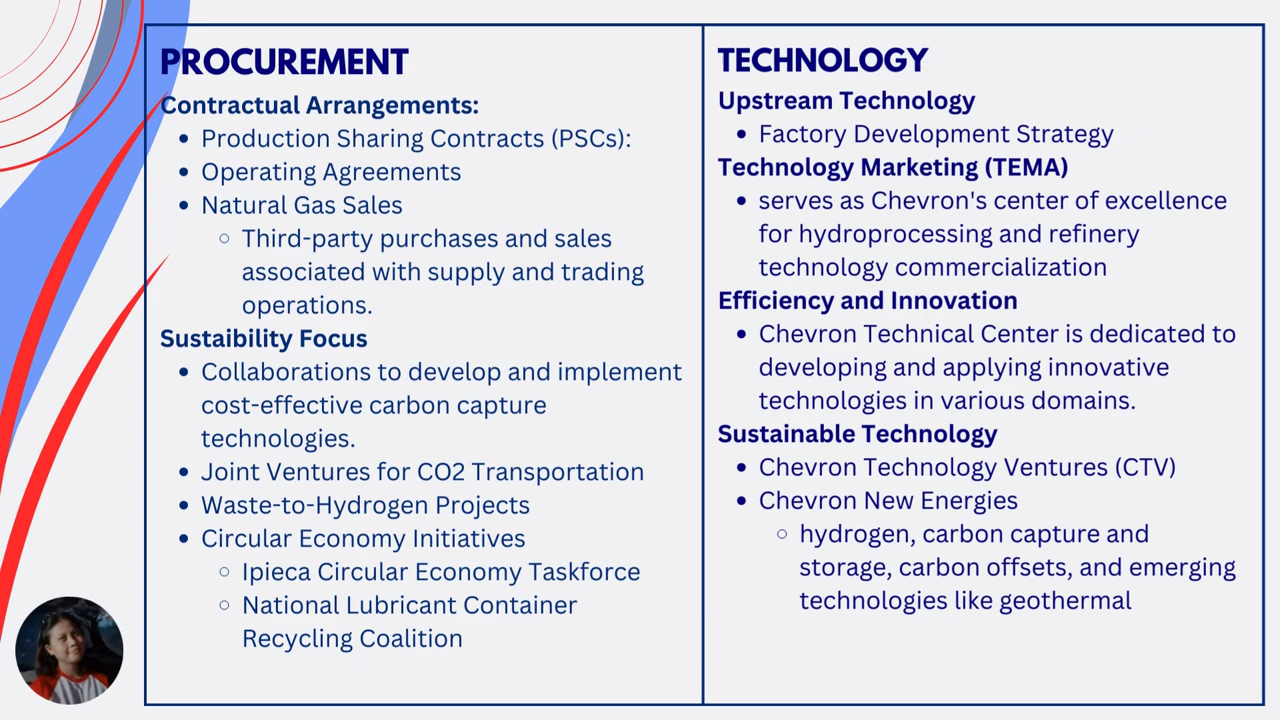 PROCUREMENT
Contractual Arrangements:
• Production Sharing Contracts (PSCs):
• Operating Agreements
• Natural Gas Sales
○ Third-party purchases and sales
associated with supply and trading
operations.
Sustaibility Focus
• Collaborations to develop and implement
cost-effective carbon capture
technologies.
• Joint Ventures for CO2 Transportation
• Waste-to-Hydrogen Projects
• Circular Economy Initiatives
○ Ipieca Circular Economy Taskforce
○ National Lubricant Container
Recycling Coalition
TECHNOLOGY
Upstream Technology
• Factory Development Strategy
Technology Marketing (TEMA)
• serves as Chevron's center of excellence
for hydroprocessing and refinery
technology commercialization
Efficiency and Innovation
• Chevron Technical Center is dedicated to
developing and applying innovative
technologies in various domains.
Sustainable Technology
• Chevron Technology Ventures (CTV)
• Chevron New Energies
○ hydrogen, carbon capture and
storage, carbon offsets, and emerging
technologies like geothermal